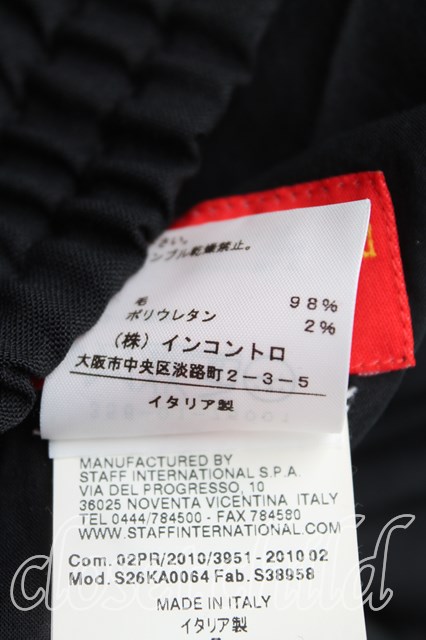 さい。
ンブル乾燥禁止。
毛 98%
ポリウレタン 2%
(株) インコントロ
大阪市中央区淡路町2-3-5
イタリア製
MANUFACTURED BY
STAFF INTERNATIONAL S.P.A.
VIA DEL PROGRESSO, 10
36025 NOVENTA VICENTINA ITALY
TEL 0444/784500 - FAX 784580
WWW.STAFFINTERNATIONAL.COM
Com. 02PR/2010/3951-2010 02
Mod. S26KA0064 Fab. S38958
MADE IN ITALY
イタリア製
closet child